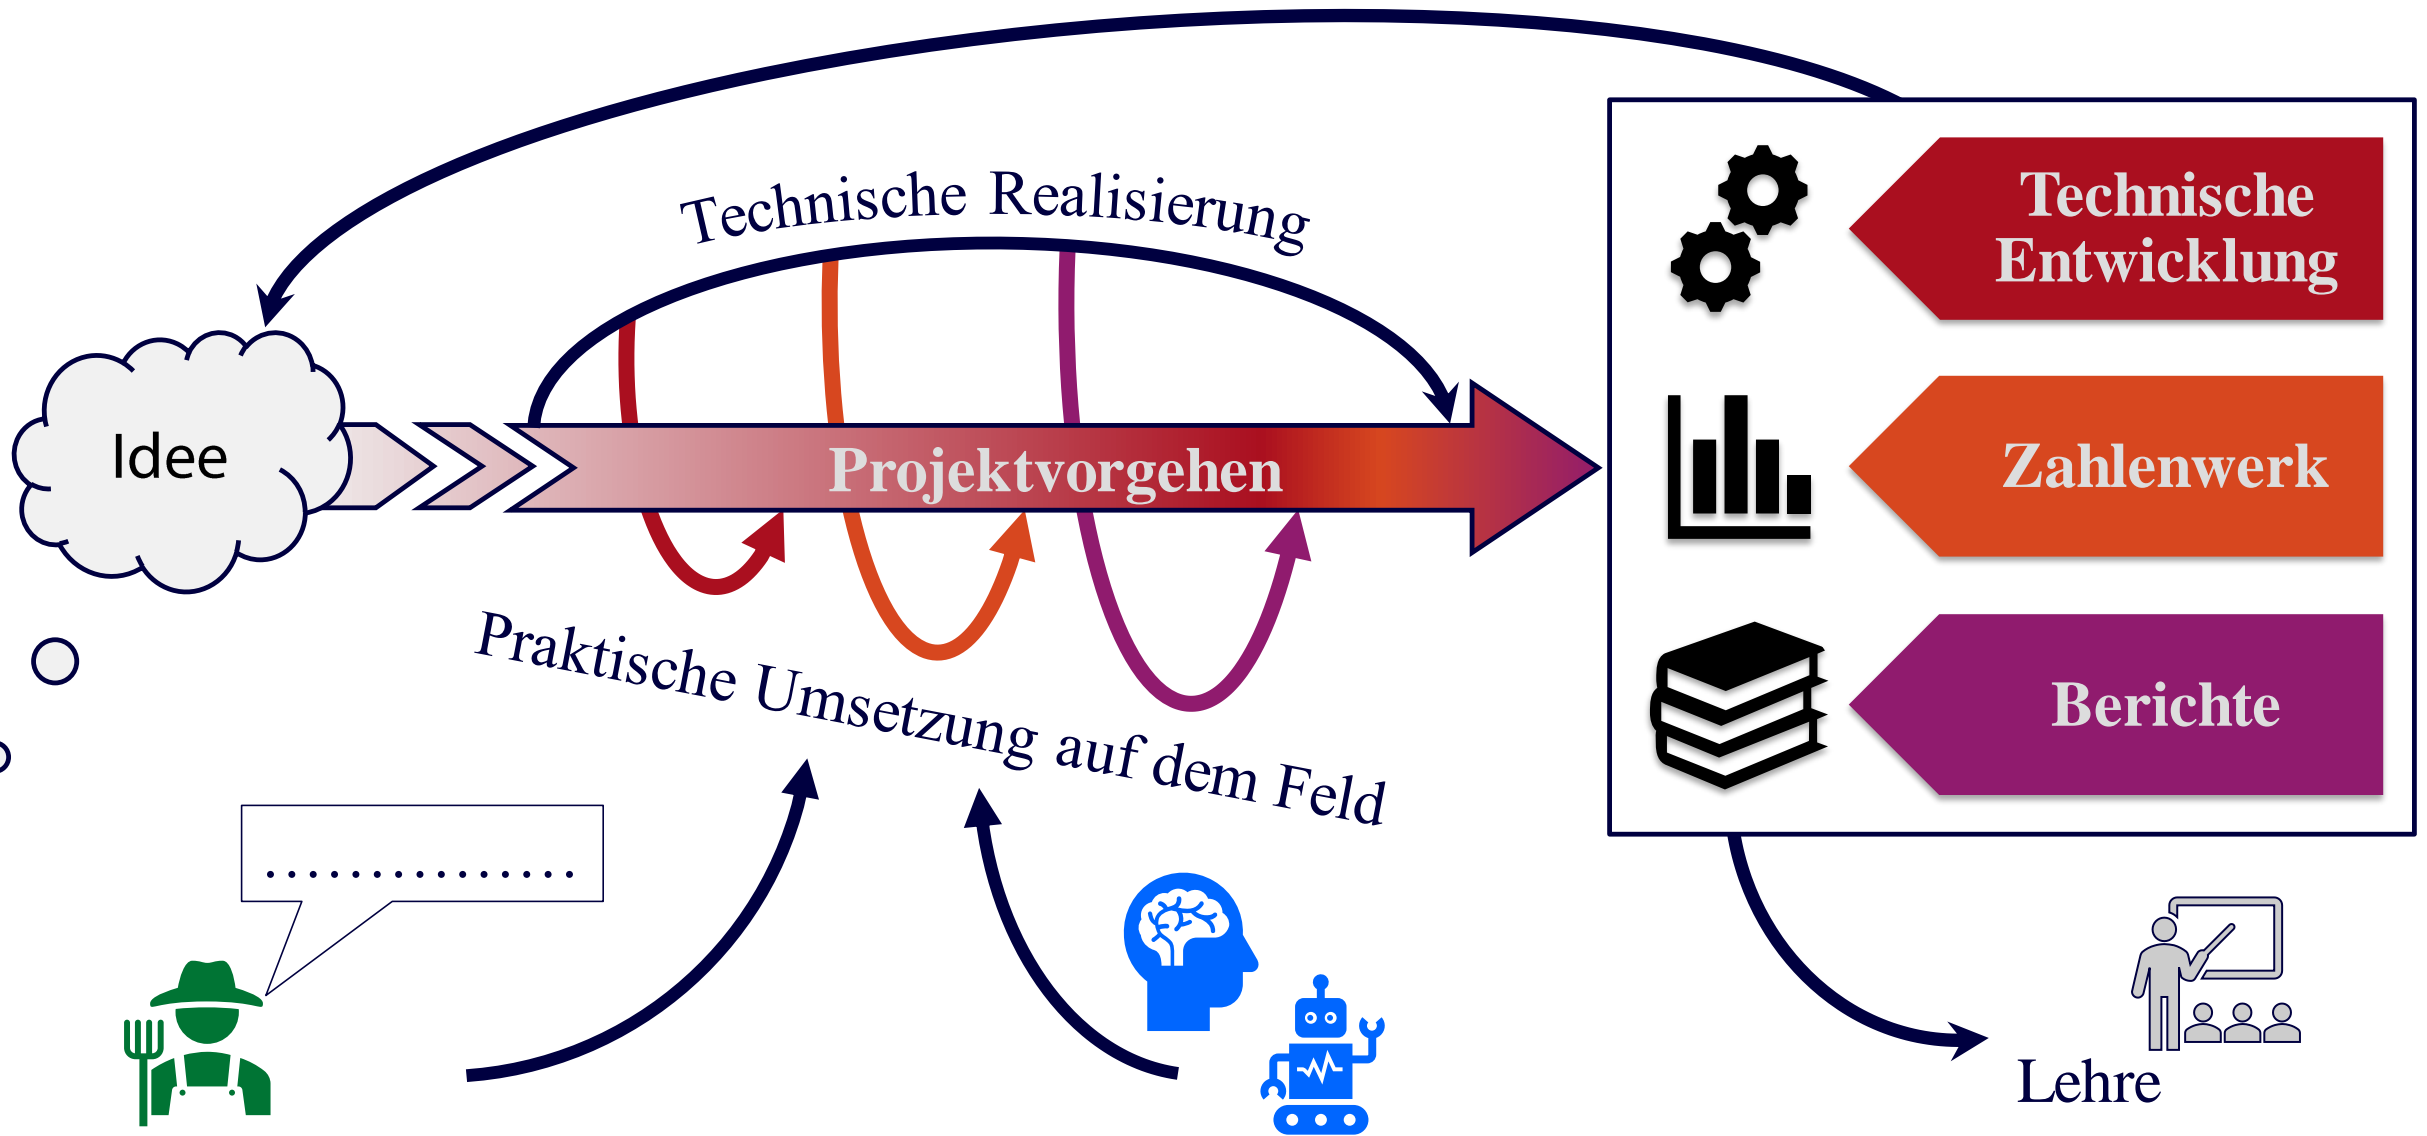 Technische Realisierung
Technische
Entwicklung
Idee
Projektvorgehen
Zahlenwerk
Praktische Umsetzung auf dem Feld
Berichte
...............
Lehre